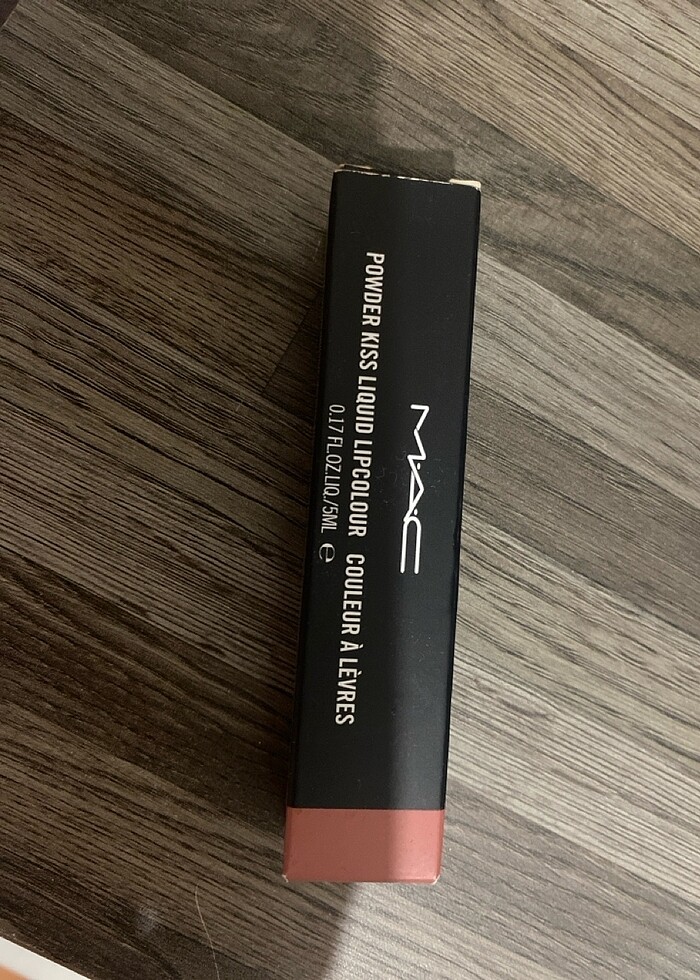 M·A·C
POWDER KISS LIQUID LIPCOLOUR COULEUR À LÈVRES
0.17 FL.OZ.LIQ./5ML ℮